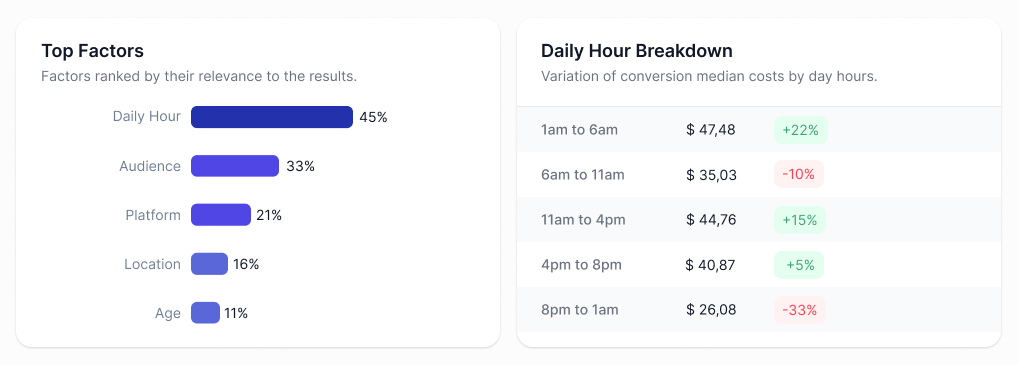 Top Factors
Factors ranked by their relevance to the results.
Daily Hour 45%
Audience 33%
Platform 21%
Location 16%
Age 11%
Daily Hour Breakdown
Variation of conversion median costs by day hours.
1am to 6am $ 47,48 +22%
6am to 11am $ 35,03 -10%
11am to 4pm $ 44,76 +15%
4pm to 8pm $ 40,87 +5%
8pm to 1am $ 26,08 -33%